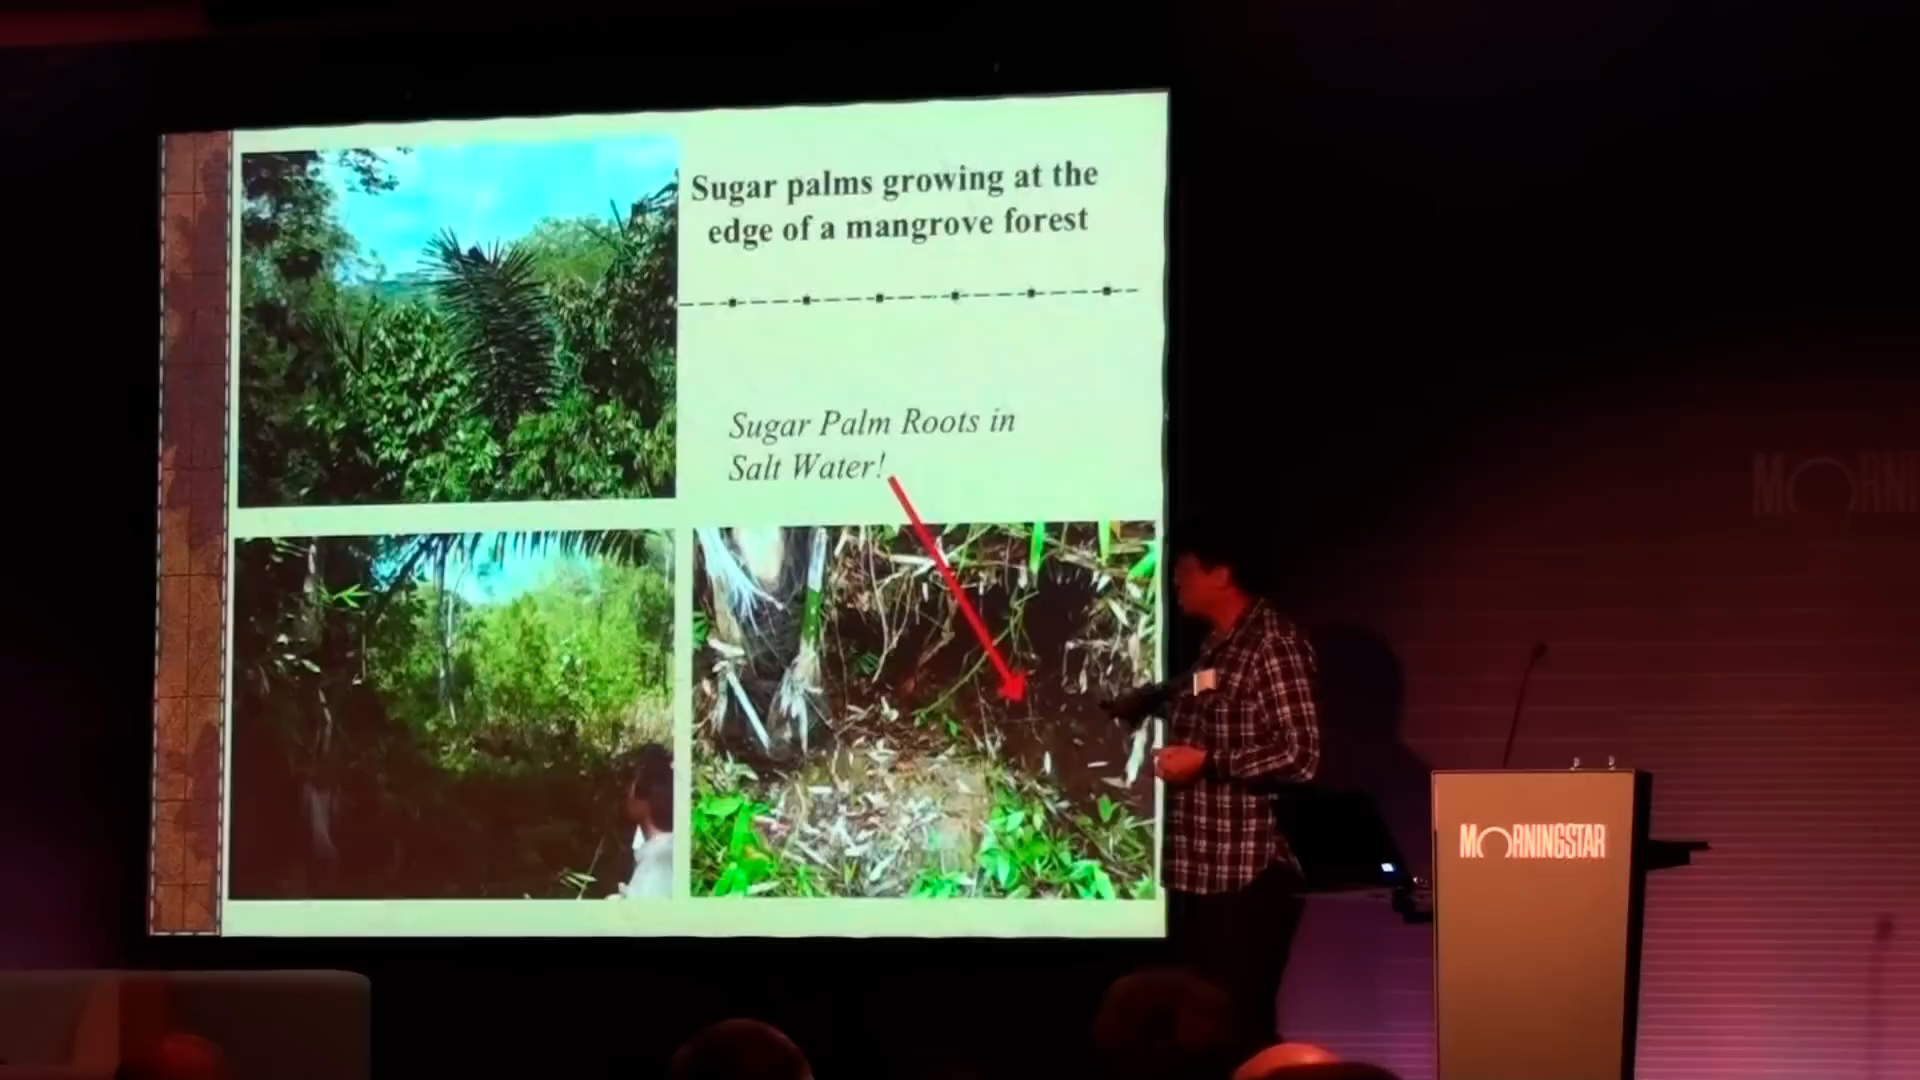 Sugar palms growing at the
edge of a mangrove forest
Sugar Palm Roots in
Salt Water!
MORNINGSTAR